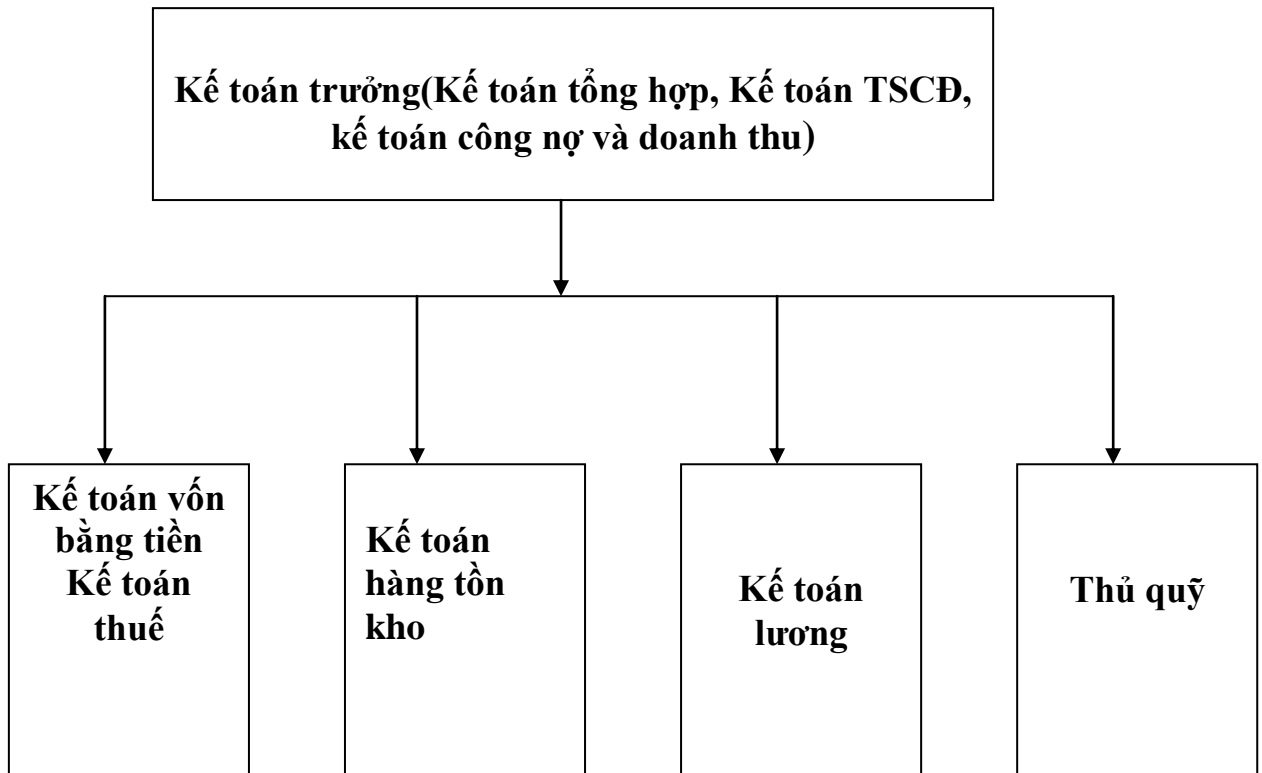 Kế toán trưởng(Kế toán tổng hợp, Kế toán TSCĐ,
kế toán công nợ và doanh thu)
Kế toán vốn
bằng tiền
Kế toán
thuế
Kế toán
hàng tồn
kho
Kế toán
lương
Thủ quỹ